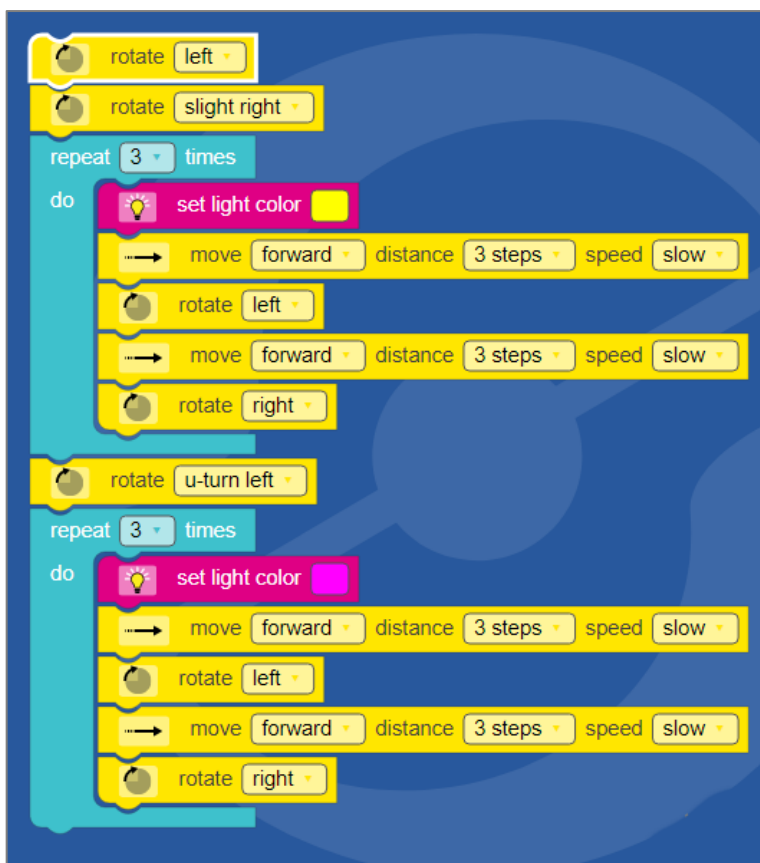 rotate left
rotate slight right
repeat 3 times
do
set light color
move forward distance 3 steps speed slow
rotate left
move forward distance 3 steps speed slow
rotate right
rotate u-turn left
repeat 3 times
do
set light color
move forward distance 3 steps speed slow
rotate left
move forward distance 3 steps speed slow
rotate right